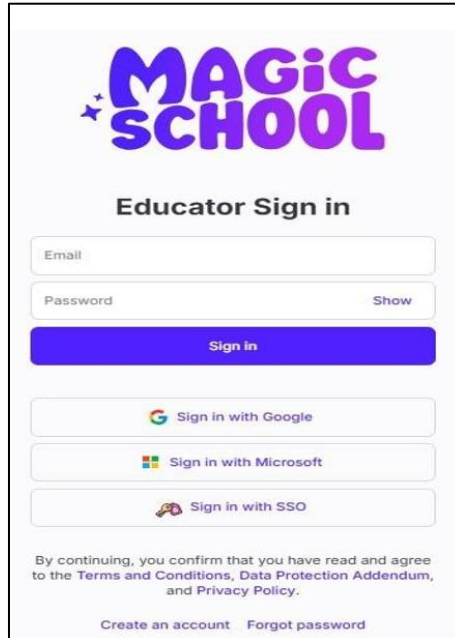 MAGiC
SCHOOL
Educator Sign in
Email
Password Show
Sign in
Sign in with Google
Sign in with Microsoft
Sign in with SSO
By continuing, you confirm that you have read and agree
to the Terms and Conditions, Data Protection Addendum,
and Privacy Policy.
Create an account Forgot password